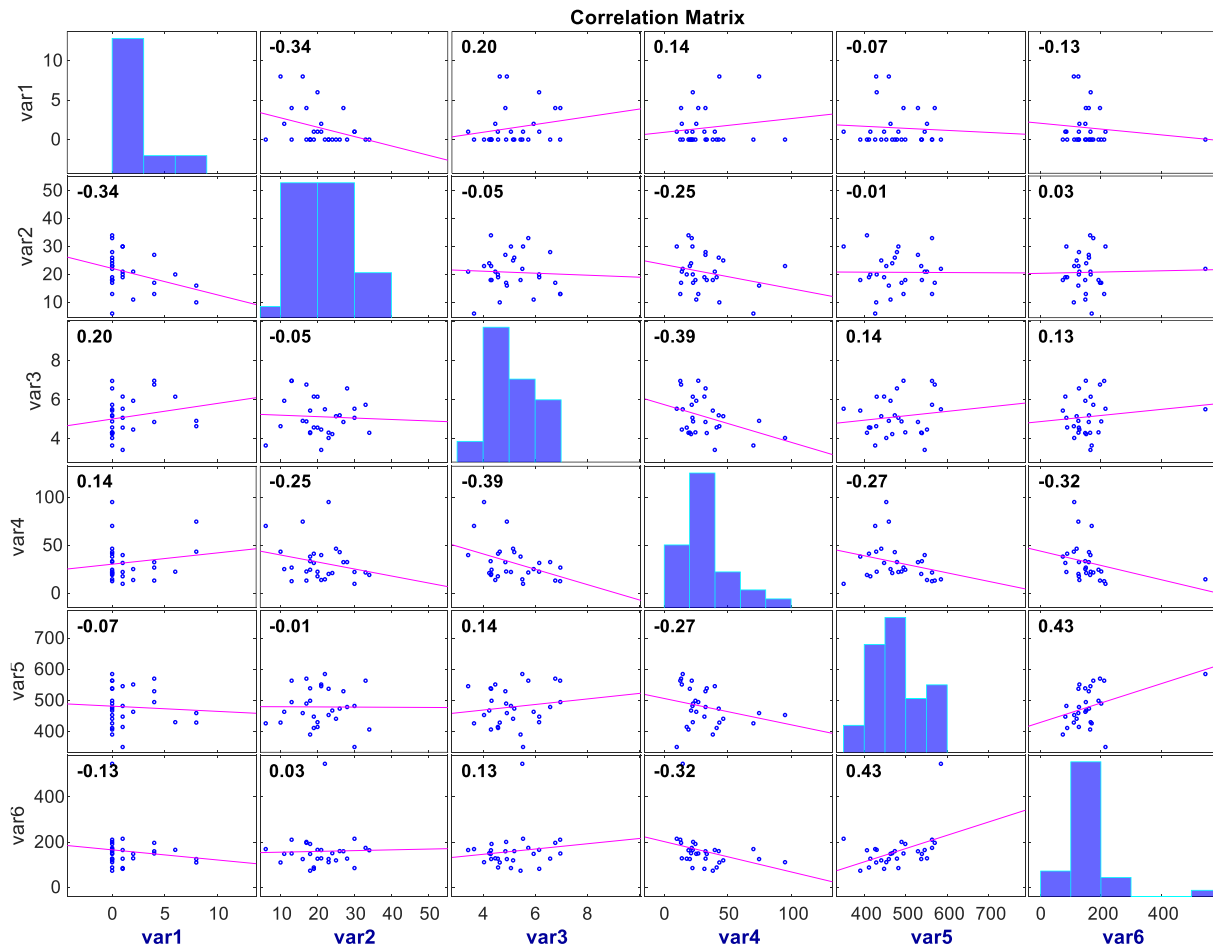 Correlation Matrix
-0.34 0.20 0.14 -0.07 -0.13
var1 10 5 0
-0.34 -0.05 -0.25 -0.01 0.03
var2 50 40 30 20 10
0.20 -0.05 -0.39 0.14 0.13
var3 8 6 4
0.14 -0.25 -0.39 -0.27 -0.32
var4 100 50 0
-0.07 -0.01 0.14 -0.27 0.43
var5 700 600 500 400
-0.13 0.03 0.13 -0.32 0.43
var6 400 200 0
0 5 10 10 20 30 40 50 4 6 8 0 50 100 400 500 600 700 0 200 400
var1 var2 var3 var4 var5 var6